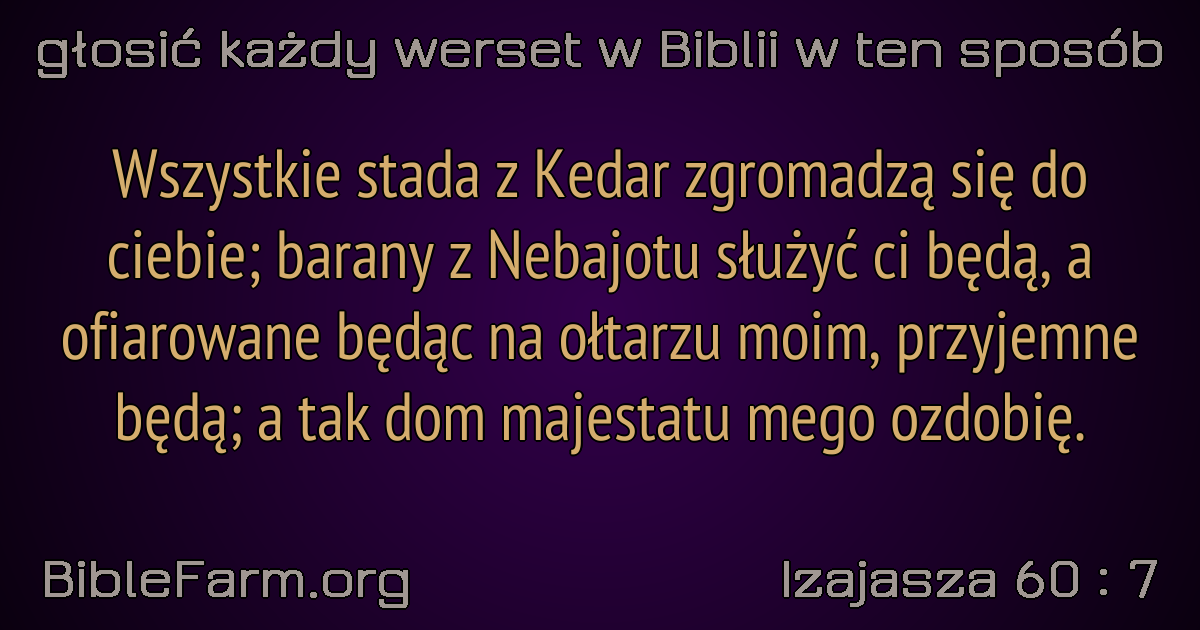 głosić każdy werset w Biblii w ten sposób
Wszystkie stada z Kedar zgromadzą się do
ciebie; barany z Nebajotu służyć ci będą, a
ofiarowane będąc na ołtarzu moim, przyjemne
będą; a tak dom majestatu mego ozdobię.
BibleFarm.org
Izajasza 60 : 7